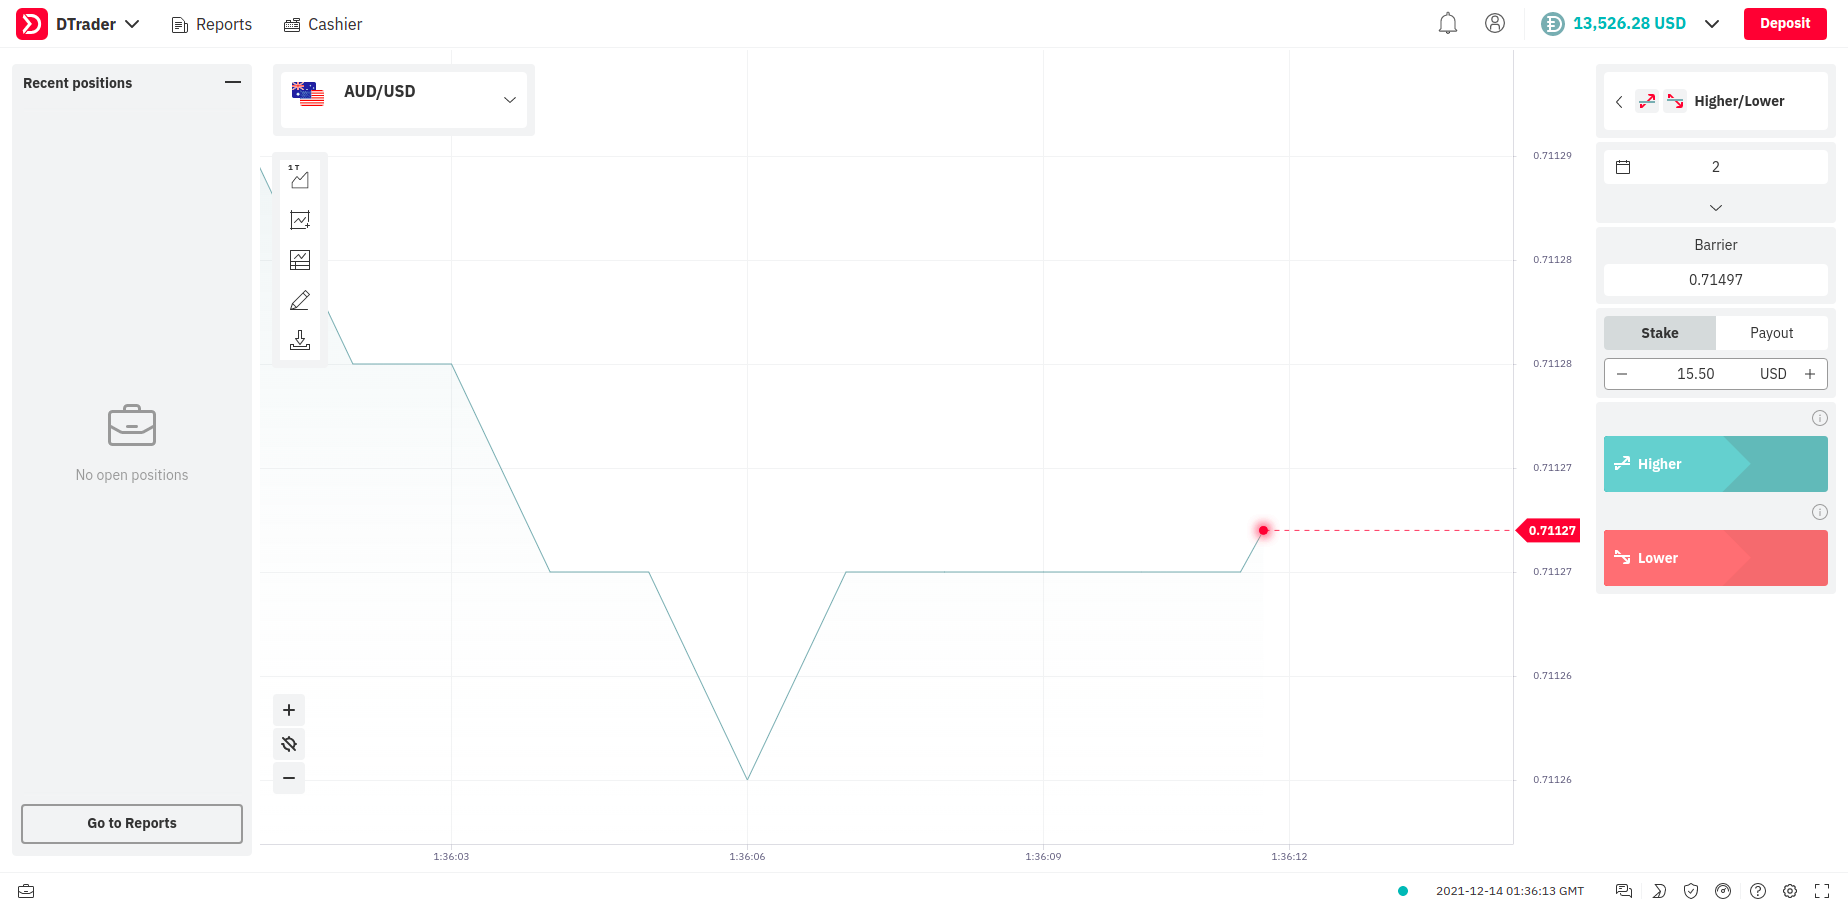 DTrader
Reports
Cashier
13,526.28 USD
Deposit
Recent positions
No open positions
Go to Reports
AUD/USD
1 T
0.71129
0.71128
0.71128
0.71127
0.71127
0.71127
0.71126
0.71126
1:36:03
1:36:06
1:36:09
1:36:12
Higher/Lower
2
Barrier
0.71497
Stake
Payout
15.50
USD
Higher
Lower
2021-12-14 01:36:13 GMT